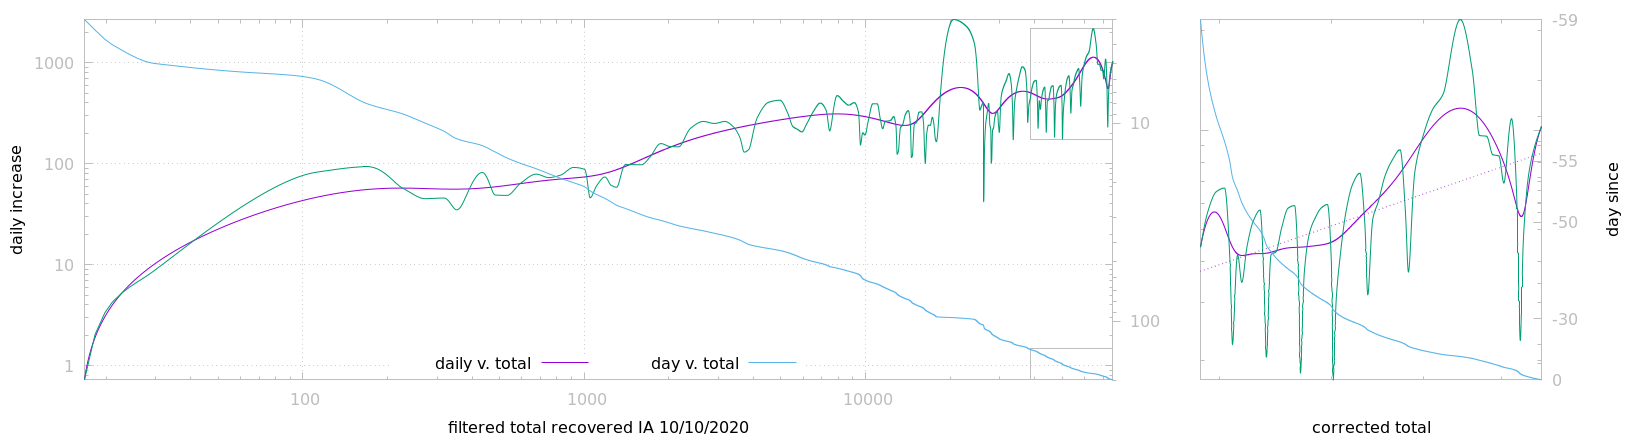 daily increase
1000
100
10
1
daily v. total
day v. total
100
1000
10000
filtered total recovered IA 10/10/2020
10
100
-59
-55
-50
-30
0
day since
corrected total